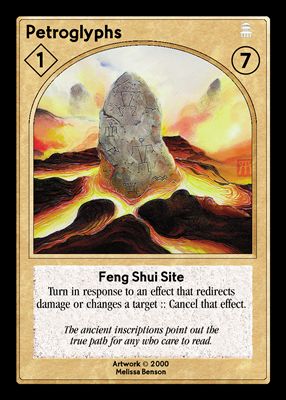 Petroglyphs
1
7
Feng Shui Site
Turn in response to an effect that redirects
damage or changes a target :: Cancel that effect.
The ancient inscriptions point out the
true path for any who care to read.
Artwork © 2000
Melissa Benson